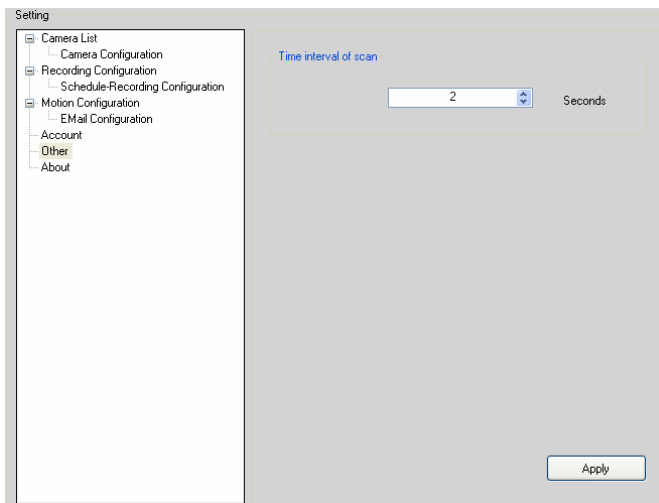 Setting
Camera List
Camera Configuration
Recording Configuration
Schedule-Recording Configuration
Motion Configuration
EMail Configuration
Account
Other
About
Time interval of scan
2 Seconds
Apply